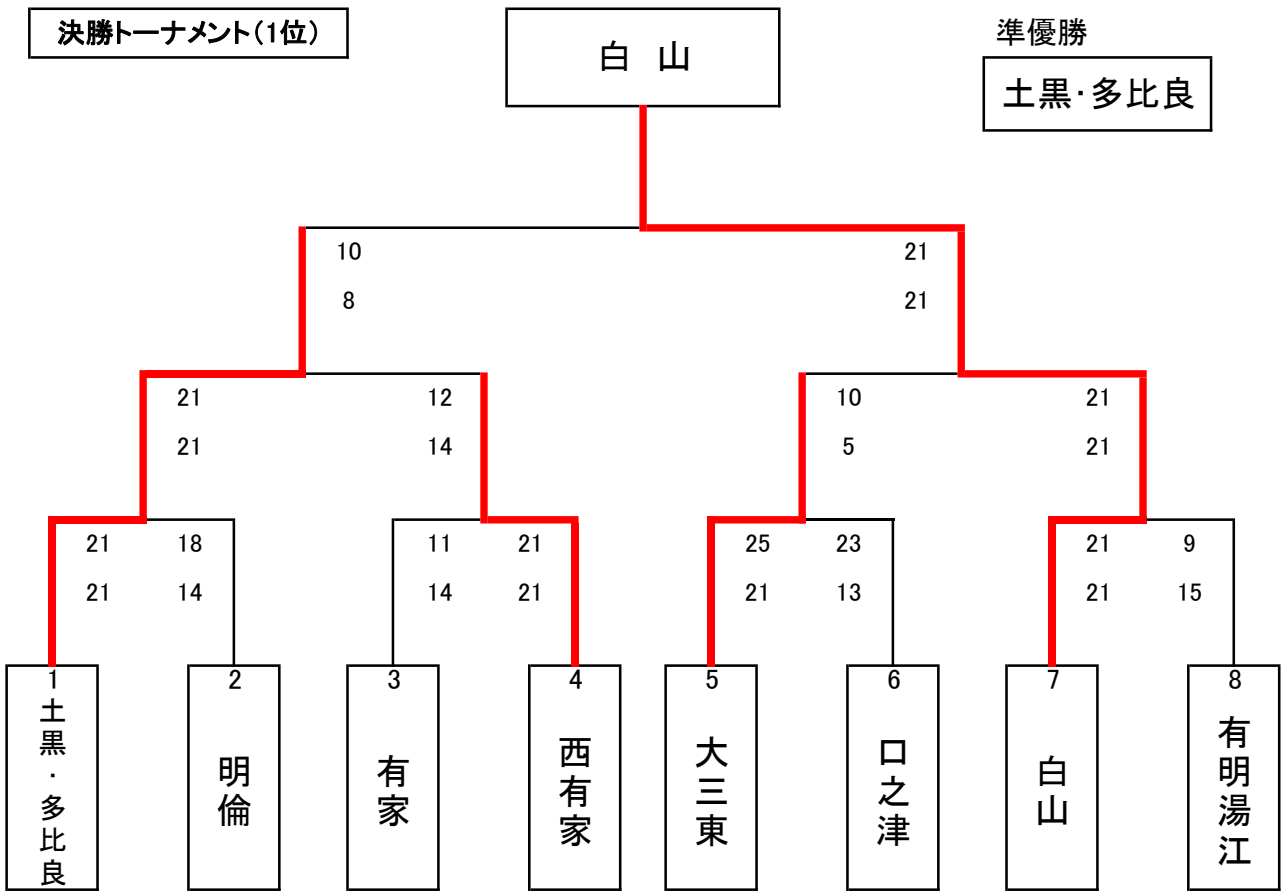 決勝トーナメント(1位)
白 山
準優勝
土黒・多比良
10 21
8 21
21 12 10 21
21 14 5 21
21 18 11 21 25 23 21 9
21 14 14 21 21 13 21 15
1 2 3 4 5 6 7 8
土黒・多比良
明倫
有家
西有家
大三東
口之津
白山
有明湯江